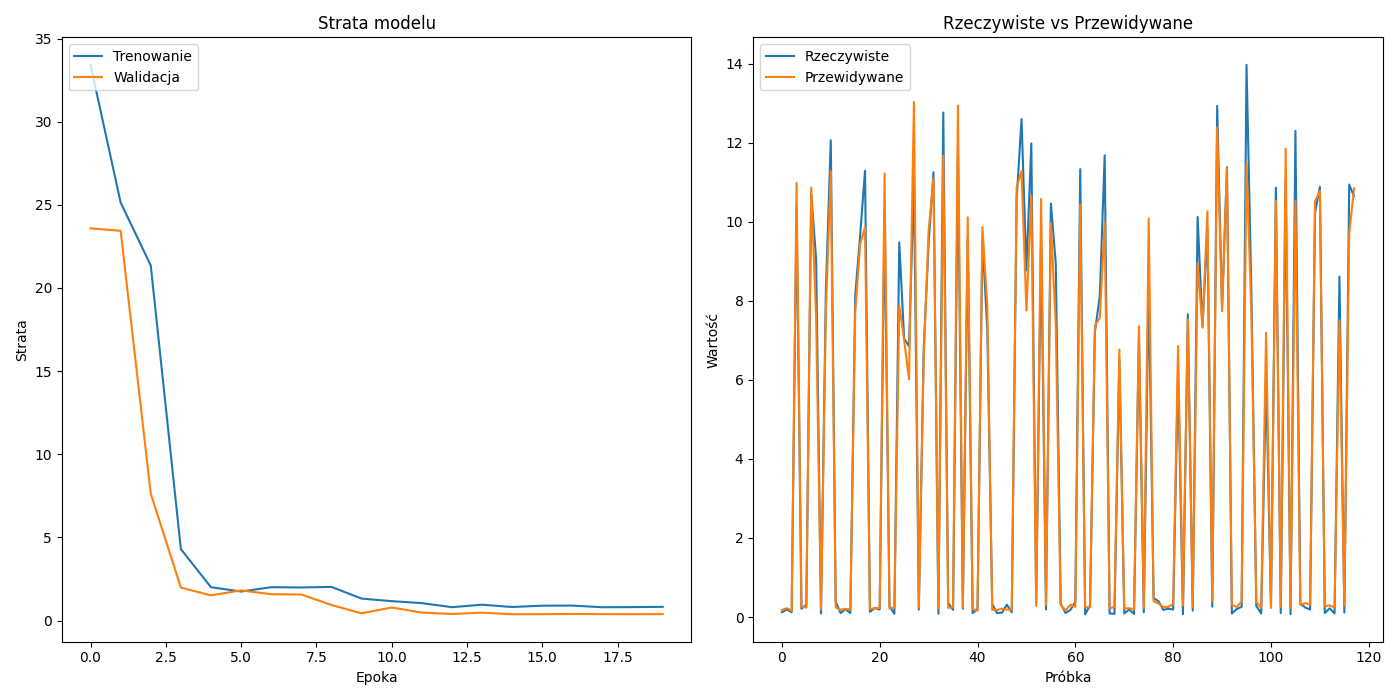 Strata modelu
Strata
35
30
25
20
15
10
5
0
Trenowanie
Walidacja
0.0 2.5 5.0 7.5 10.0 12.5 15.0 17.5
Epoka
Rzeczywiste vs Przewidywane
Wartość
14
12
10
8
6
4
2
0
Rzeczywiste
Przewidywane
0 20 40 60 80 100 120
Próbka